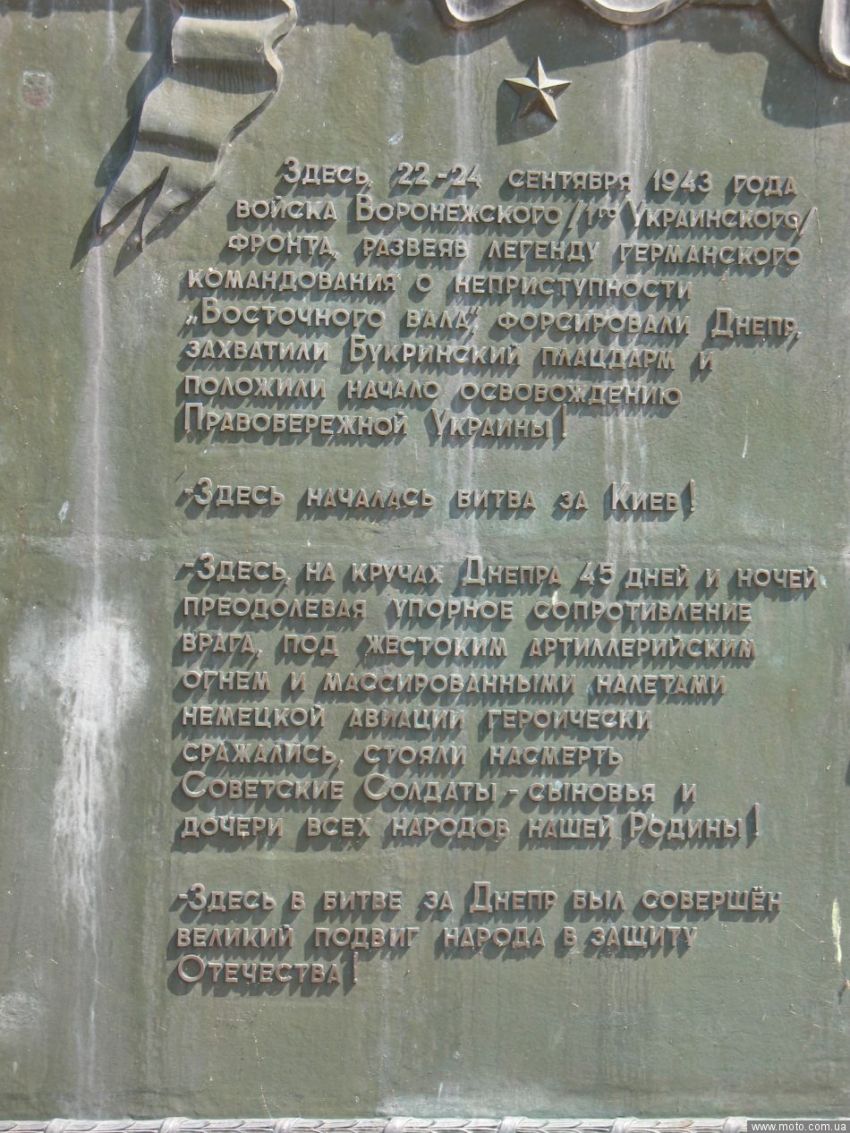 Здесь, 22-24 сентября 1943 года
войска Воронежского /1го Украинского/
фронта, развеяв легенду германского
командования о неприступности
„Восточного вала”, форсировали Днепр,
захватили Букринский плацдарм и
положили начало освобождению
Правобережной Украины!
-Здесь началась битва за Киев!
-Здесь, на кручах Днепра 45 дней и ночей
преодолевая упорное сопротивление
врага, под жестоким артиллерийским
огнем и массированными налетами
немецкой авиации героически
сражались, стояли насмерть
Советские Солдаты - сыновья и
дочери всех народов нашей Родины!
-Здесь в битве за Днепр был совершён
великий подвиг народа в защиту
Отечества!
www.moto.com.ua